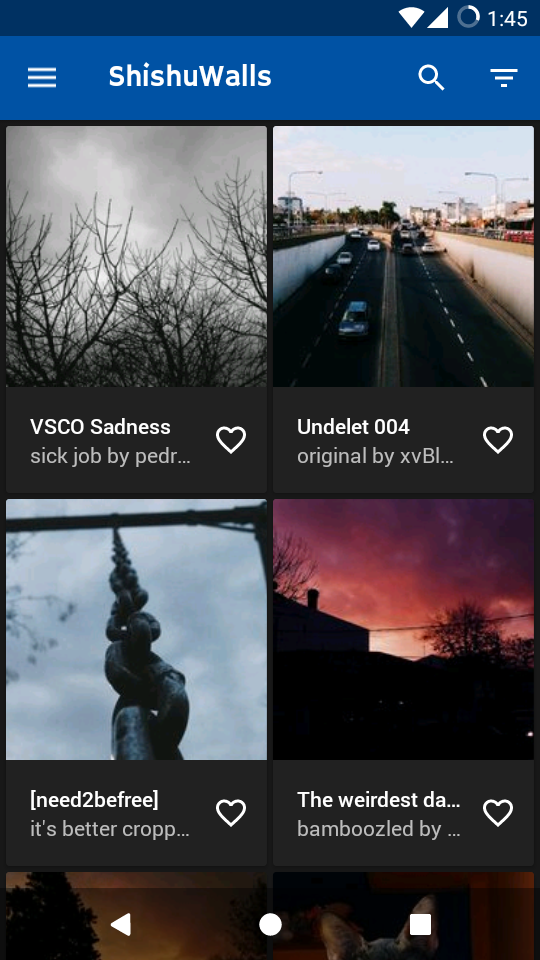 1:45
ShishuWalls
VSCO Sadness
sick job by pedr...
Undelet 004
original by xvBl...
[need2befree]
it's better cropp...
The weirdest da...
bamboozled by ...